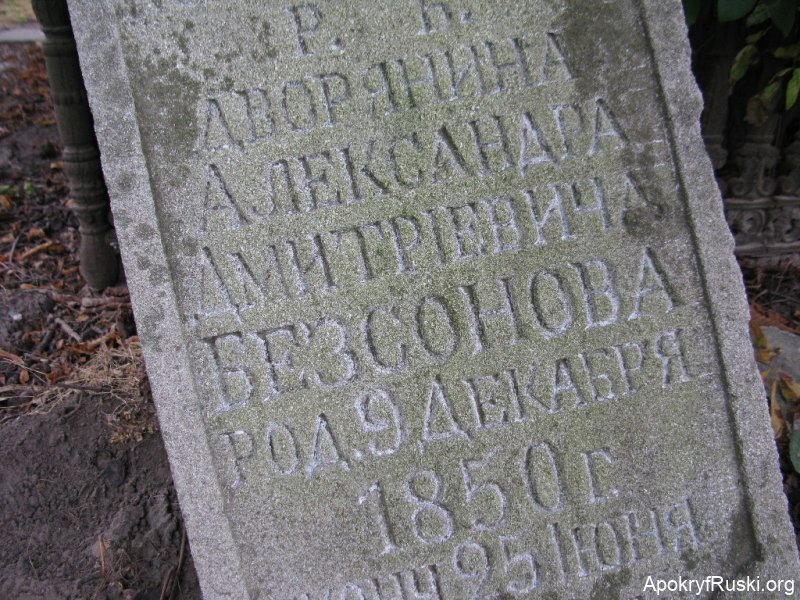 Р. Б.
ДВОРЯНИНА
АЛЕКСАНДРА
ДМИТРІЕВИЧА
БЕЗСОНОВА
РОД. 9 ДЕКАБРЯ
1850 Г.
25 ІЮНЯ
ApokryfRuski.org